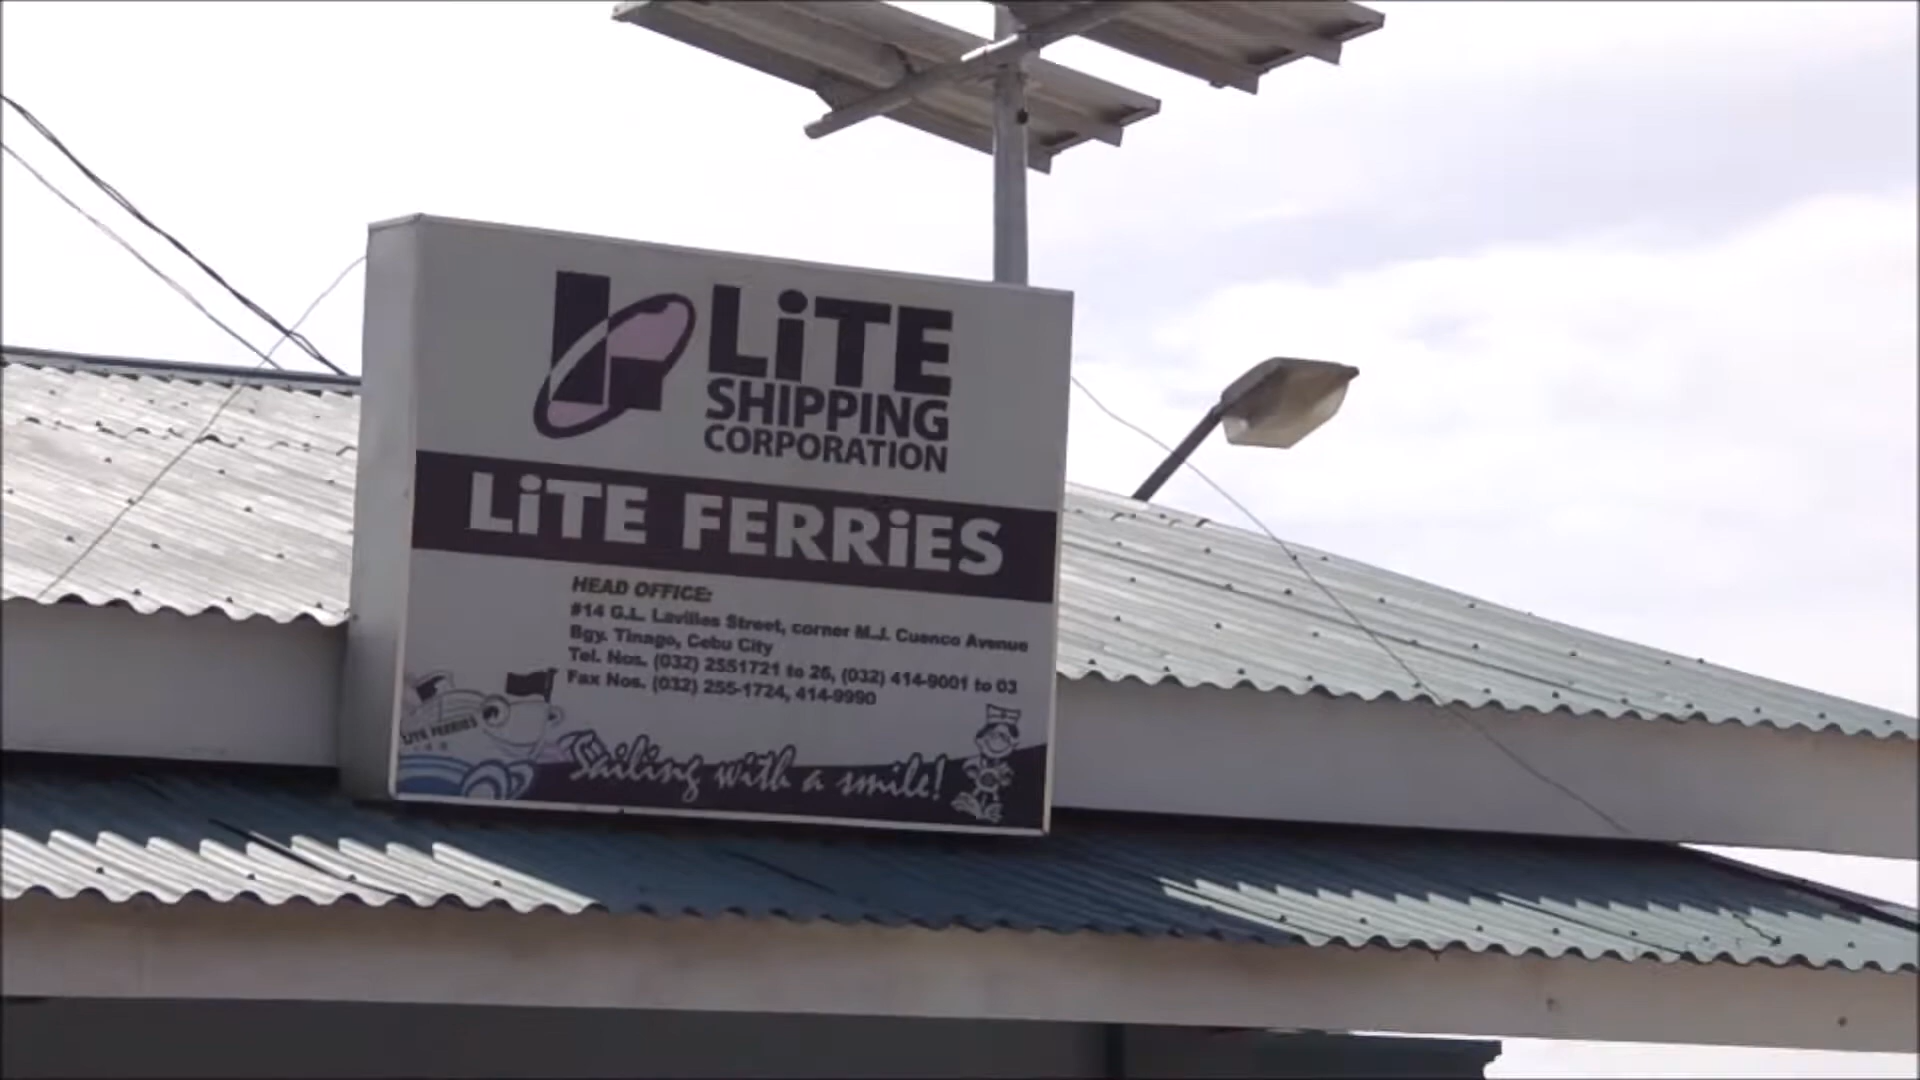 LiTE
SHIPPING
CORPORATION
LiTE FERRiES
HEAD OFFICE:
#14 G.L. Lavilles Street, corner M.J. Cuenco Avenue
Bgy. Tinago, Cebu City
Tel. Nos. (032) 2551721 to 26, (032) 414-9001 to 03
Fax Nos. (032) 255-1724, 414-9990
LITE FERRIES
Sailing with a smile!